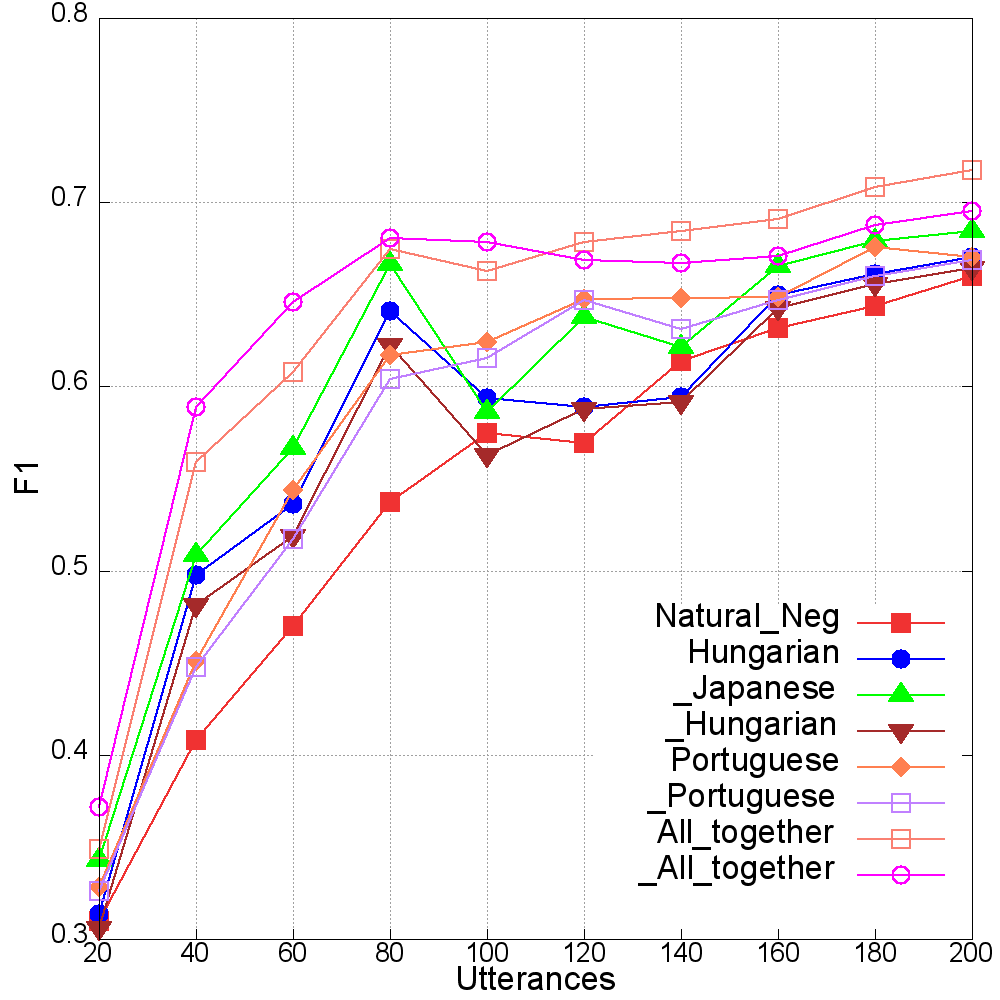 0.8
0.7
0.6
0.5
0.4
0.3
F1
Natural_Neg
Hungarian
_Japanese
_Hungarian
Portuguese
_Portuguese
All_together
_All_together
20 40 60 80 100 120 140 160 180 200
Utterances